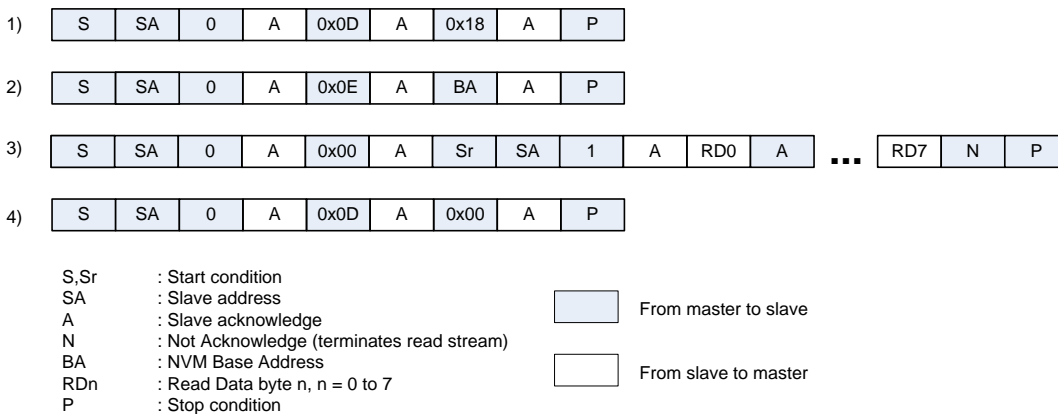 1) S SA 0 A 0x0D A 0x18 A P
2) S SA 0 A 0x0E A BA A P
3) S SA 0 A 0x00 A Sr SA 1 A RD0 A ... RD7 N P
4) S SA 0 A 0x0D A 0x00 A P
S,Sr : Start condition
SA : Slave address
A : Slave acknowledge
N : Not Acknowledge (terminates read stream)
BA : NVM Base Address
RDn : Read Data byte n, n = 0 to 7
P : Stop condition
From master to slave
From slave to master